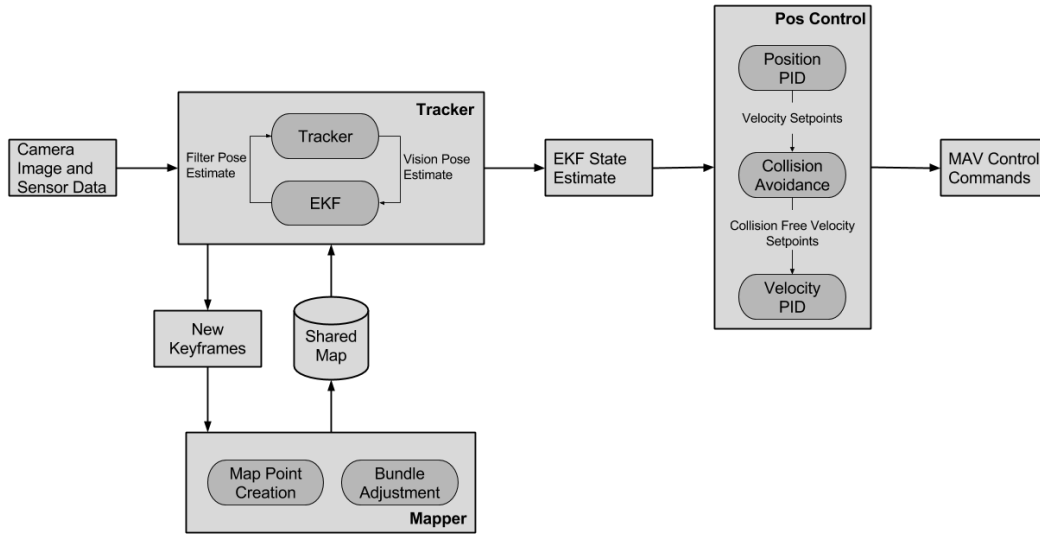 Pos Control
Position
PID
Velocity Setpoints
Collision
Avoidance
Collision Free Velocity
Setpoints
Velocity
PID
Tracker
Tracker
Filter Pose
Estimate
Vision Pose
Estimate
EKF
Camera
Image and
Sensor Data
EKF State
Estimate
MAV Control
Commands
New
Keyframes
Shared
Map
Map Point
Creation
Bundle
Adjustment
Mapper